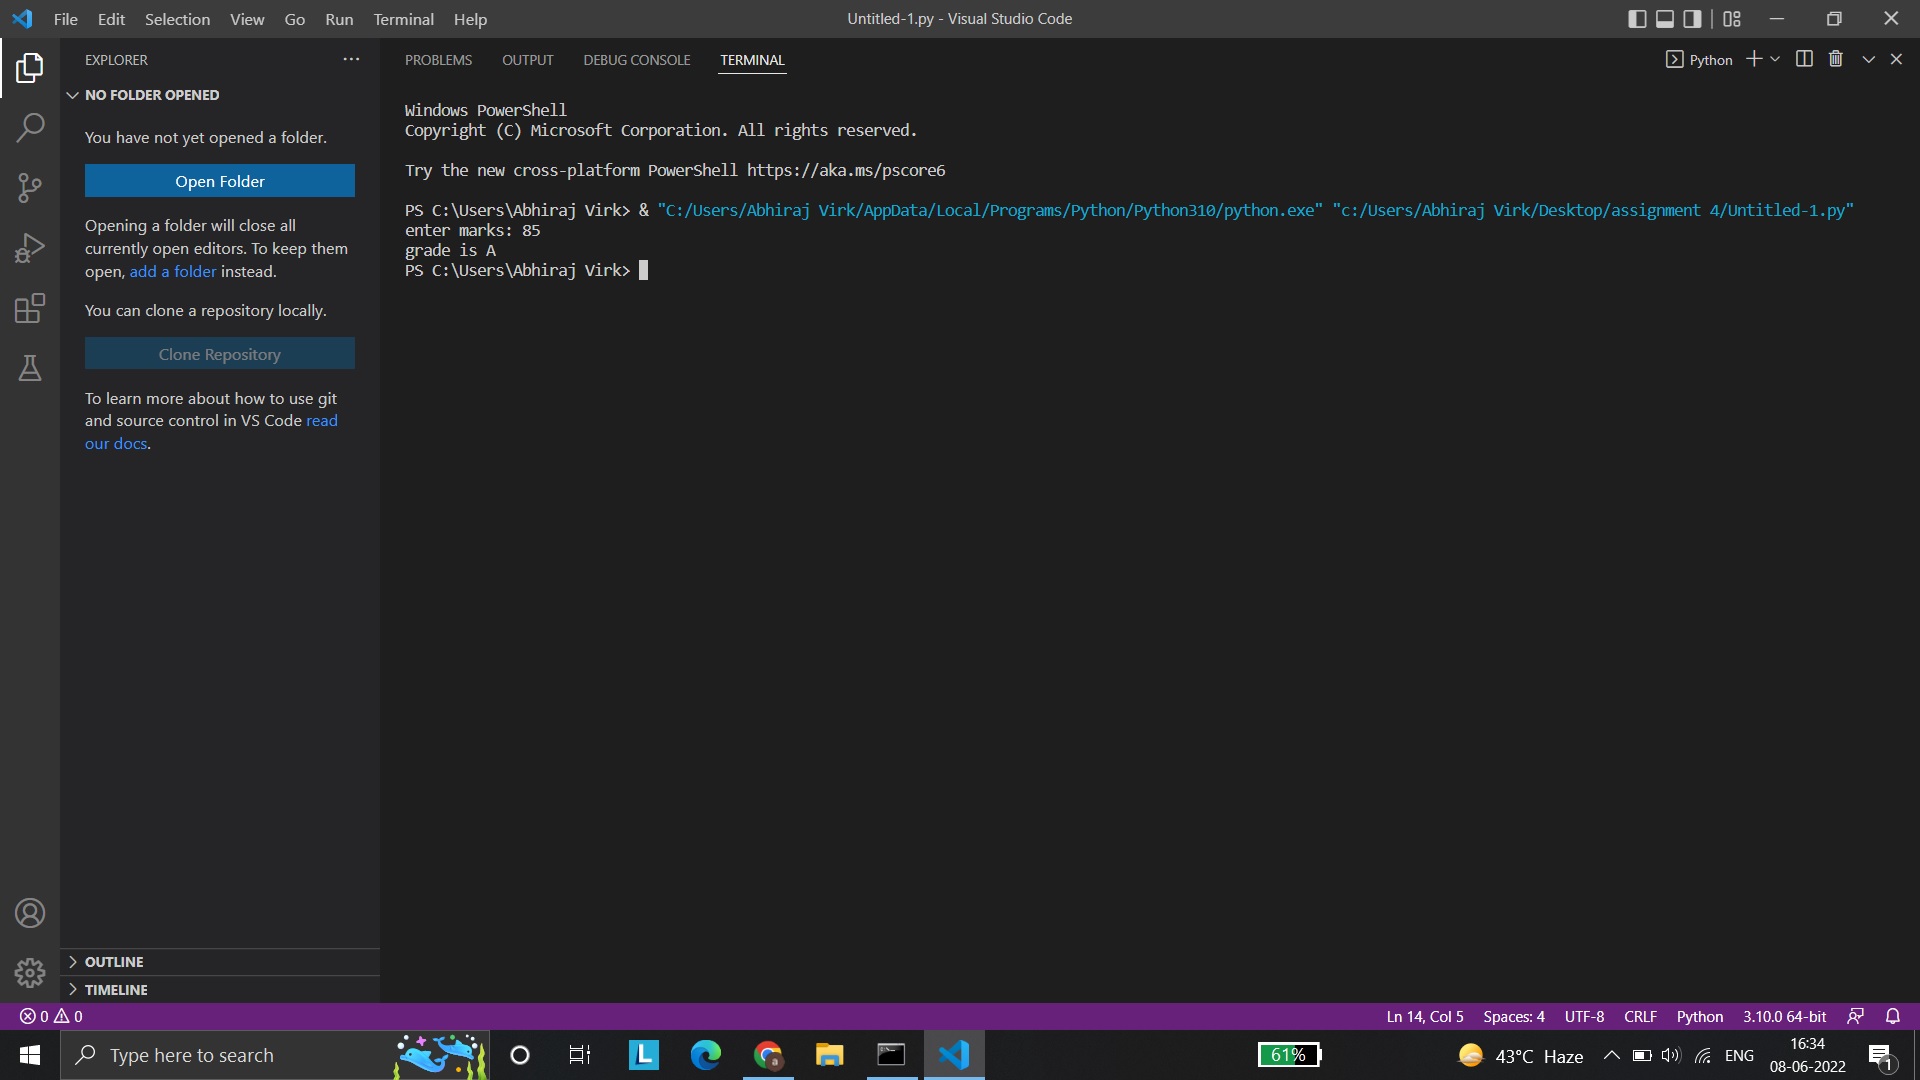 File Edit Selection View Go Run Terminal Help
Untitled-1.py - Visual Studio Code
EXPLORER
NO FOLDER OPENED
You have not yet opened a folder.
Open Folder
Opening a folder will close all
currently open editors. To keep them
open, add a folder instead.
You can clone a repository locally.
Clone Repository
To learn more about how to use git
and source control in VS Code read
our docs.
OUTLINE
TIMELINE
PROBLEMS OUTPUT DEBUG CONSOLE TERMINAL
Python
Windows PowerShell
Copyright (C) Microsoft Corporation. All rights reserved.
Try the new cross-platform PowerShell https://aka.ms/pscore6
PS C:\Users\Abhiraj Virk> & "C:/Users/Abhiraj Virk/AppData/Local/Programs/Python/Python310/python.exe" "c:/Users/Abhiraj Virk/Desktop/assignment 4/Untitled-1.py"
enter marks: 85
grade is A
PS C:\Users\Abhiraj Virk>
0 0
Ln 14, Col 5 Spaces: 4 UTF-8 CRLF Python 3.10.0 64-bit
Type here to search
L
a
61%
43°C Haze
ENG
16:34
08-06-2022
1